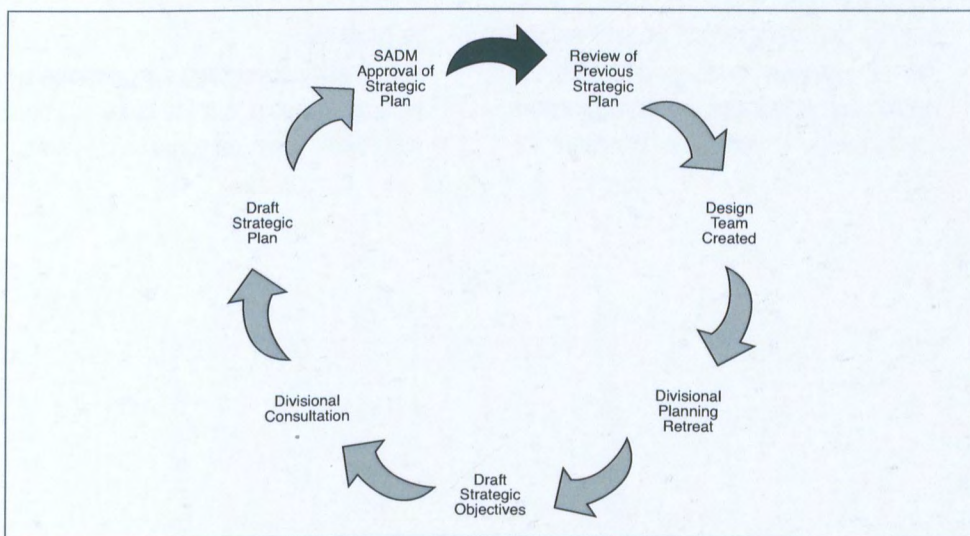 SADM
Approval of
Strategic
Plan
Review of
Previous
Strategic
Plan
Design
Team
Created
Divisional
Planning
Retreat
Draft
Strategic
Objectives
Divisional
Consultation
Draft
Strategic
Plan